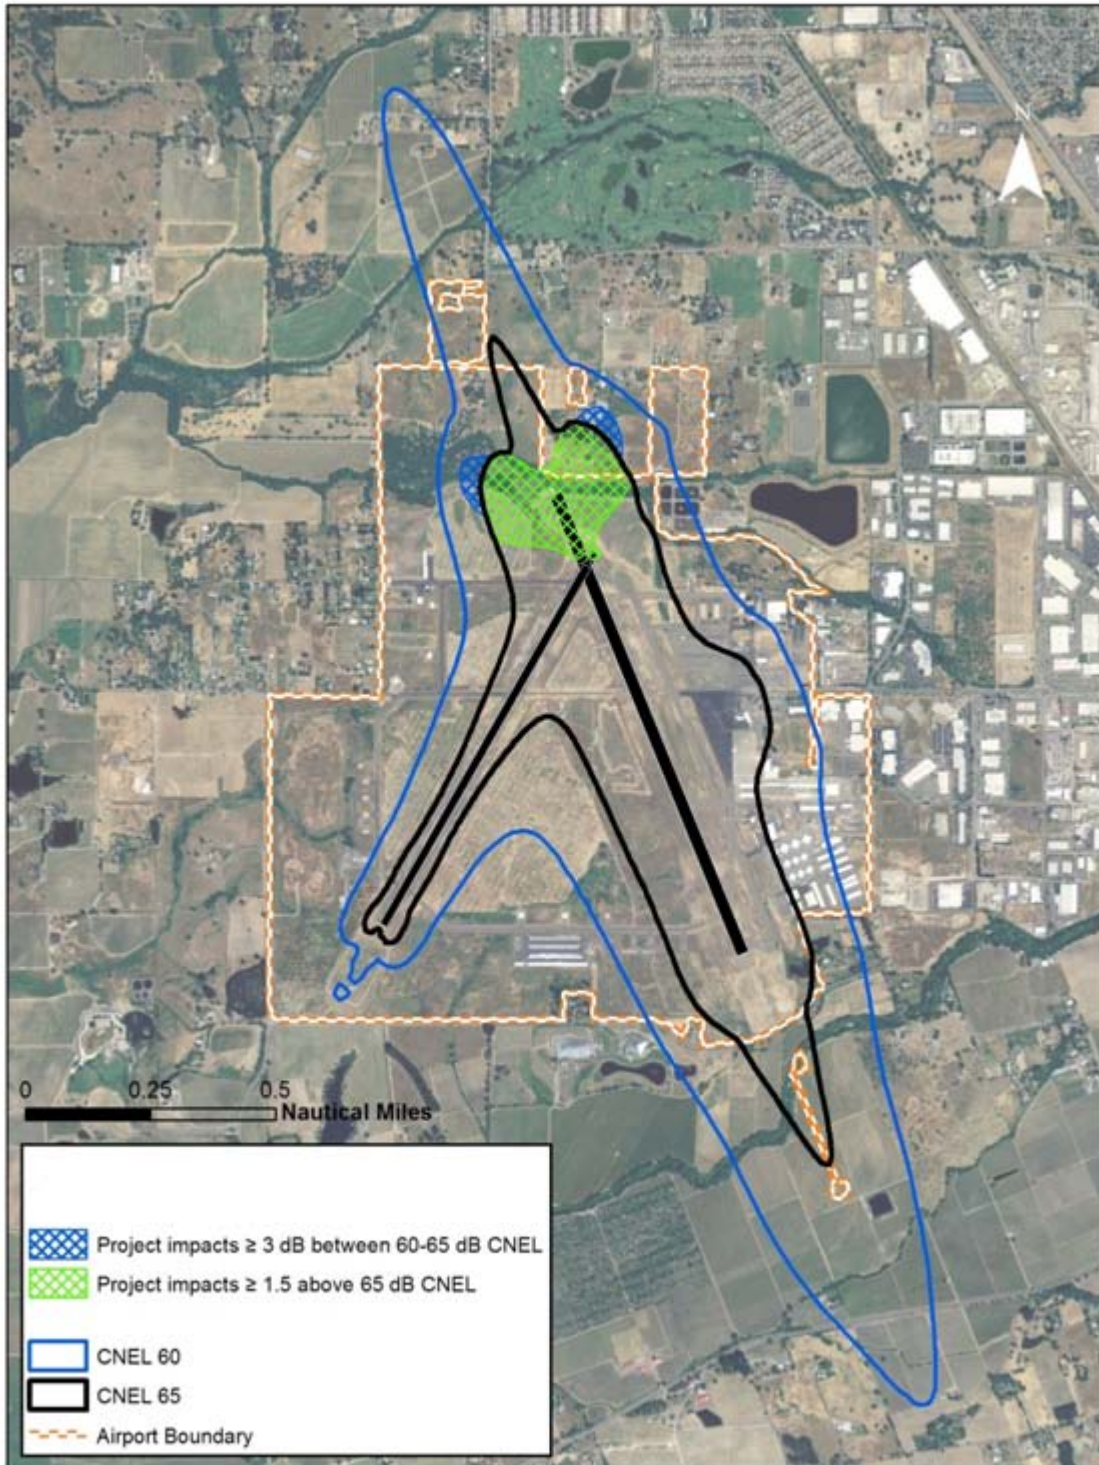 N
0 0.25 0.5
Nautical Miles
Project impacts ≥ 3 dB between 60-65 dB CNEL
Project impacts ≥ 1.5 above 65 dB CNEL
CNEL 60
CNEL 65
Airport Boundary